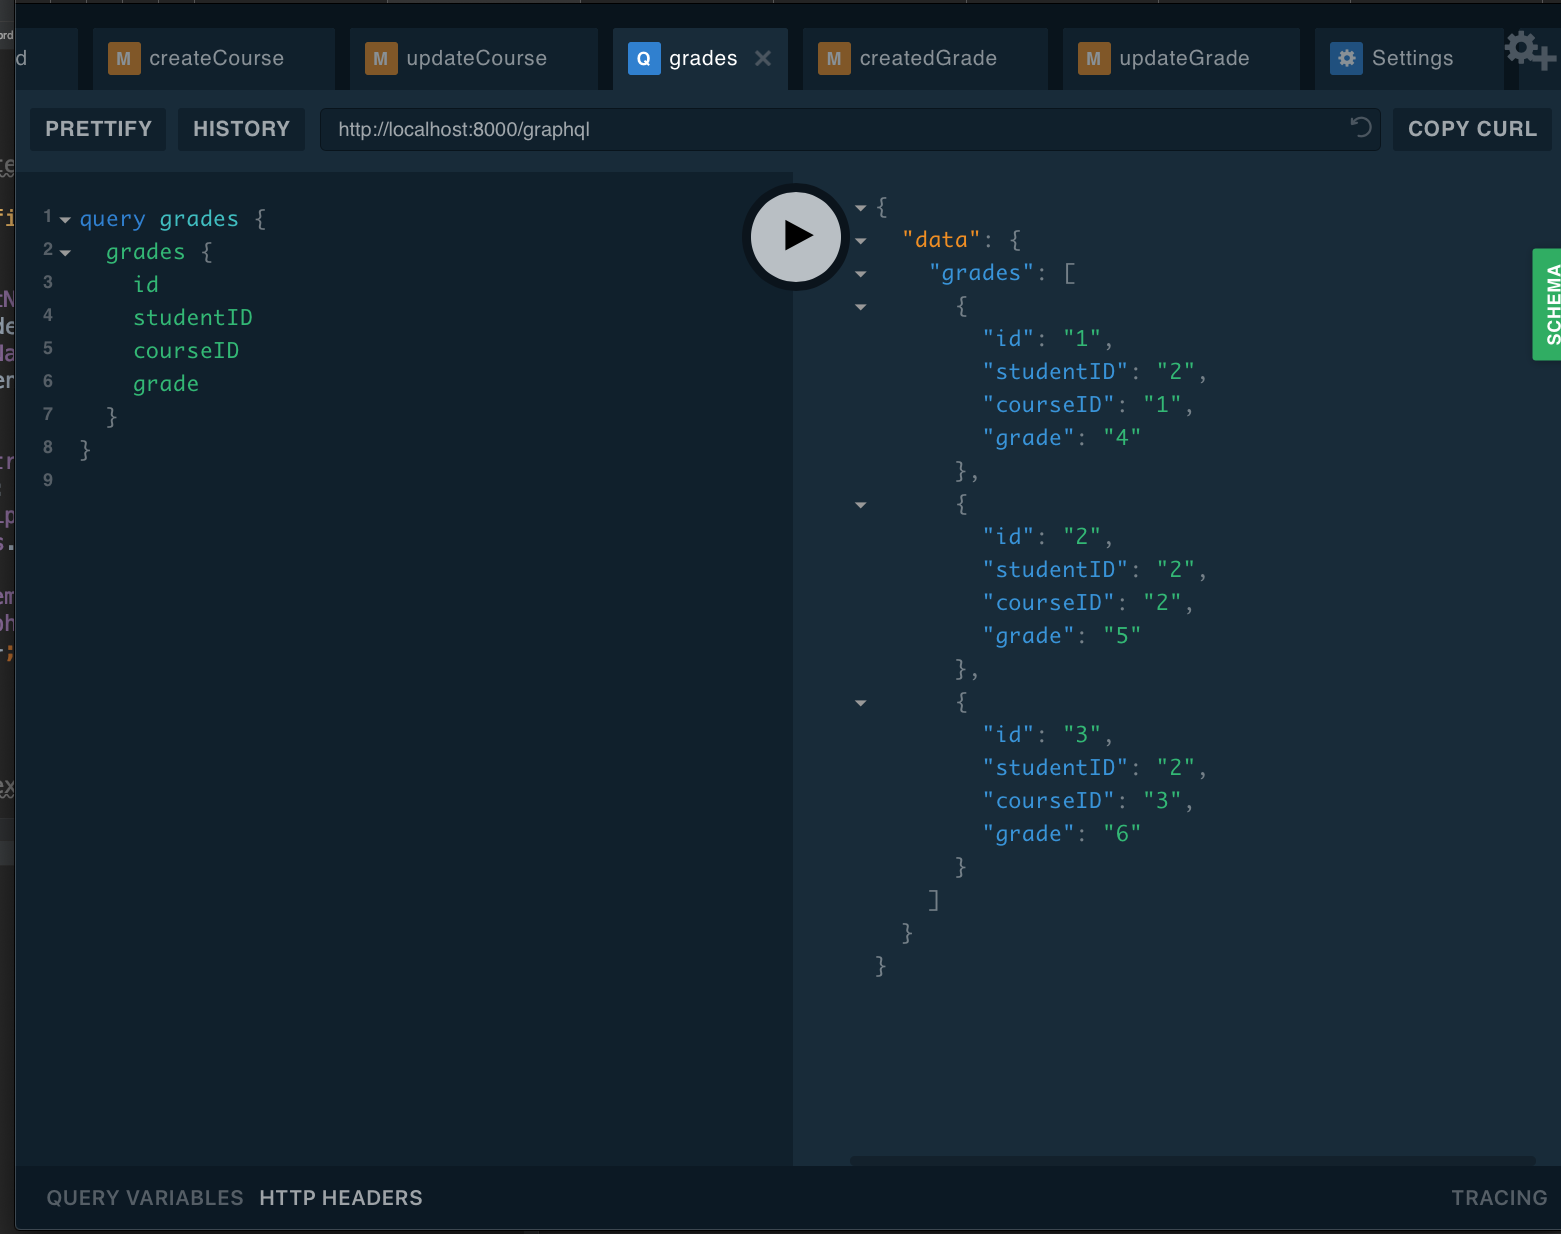 d
M createCourse
M updateCourse
Q grades
M createdGrade
M updateGrade
Settings
PRETTIFY
HISTORY
http://localhost:8000/graphql
COPY CURL
1 query grades {
2 grades {
3 id
4 studentID
5 courseID
6 grade
7 }
8 }
9
{
"data": {
"grades": [
{
"id": "1",
"studentID": "2",
"courseID": "1",
"grade": "4"
},
{
"id": "2",
"studentID": "2",
"courseID": "2",
"grade": "5"
},
{
"id": "3",
"studentID": "2",
"courseID": "3",
"grade": "6"
}
]
}
}
SCHEMA
QUERY VARIABLES
HTTP HEADERS
TRACING